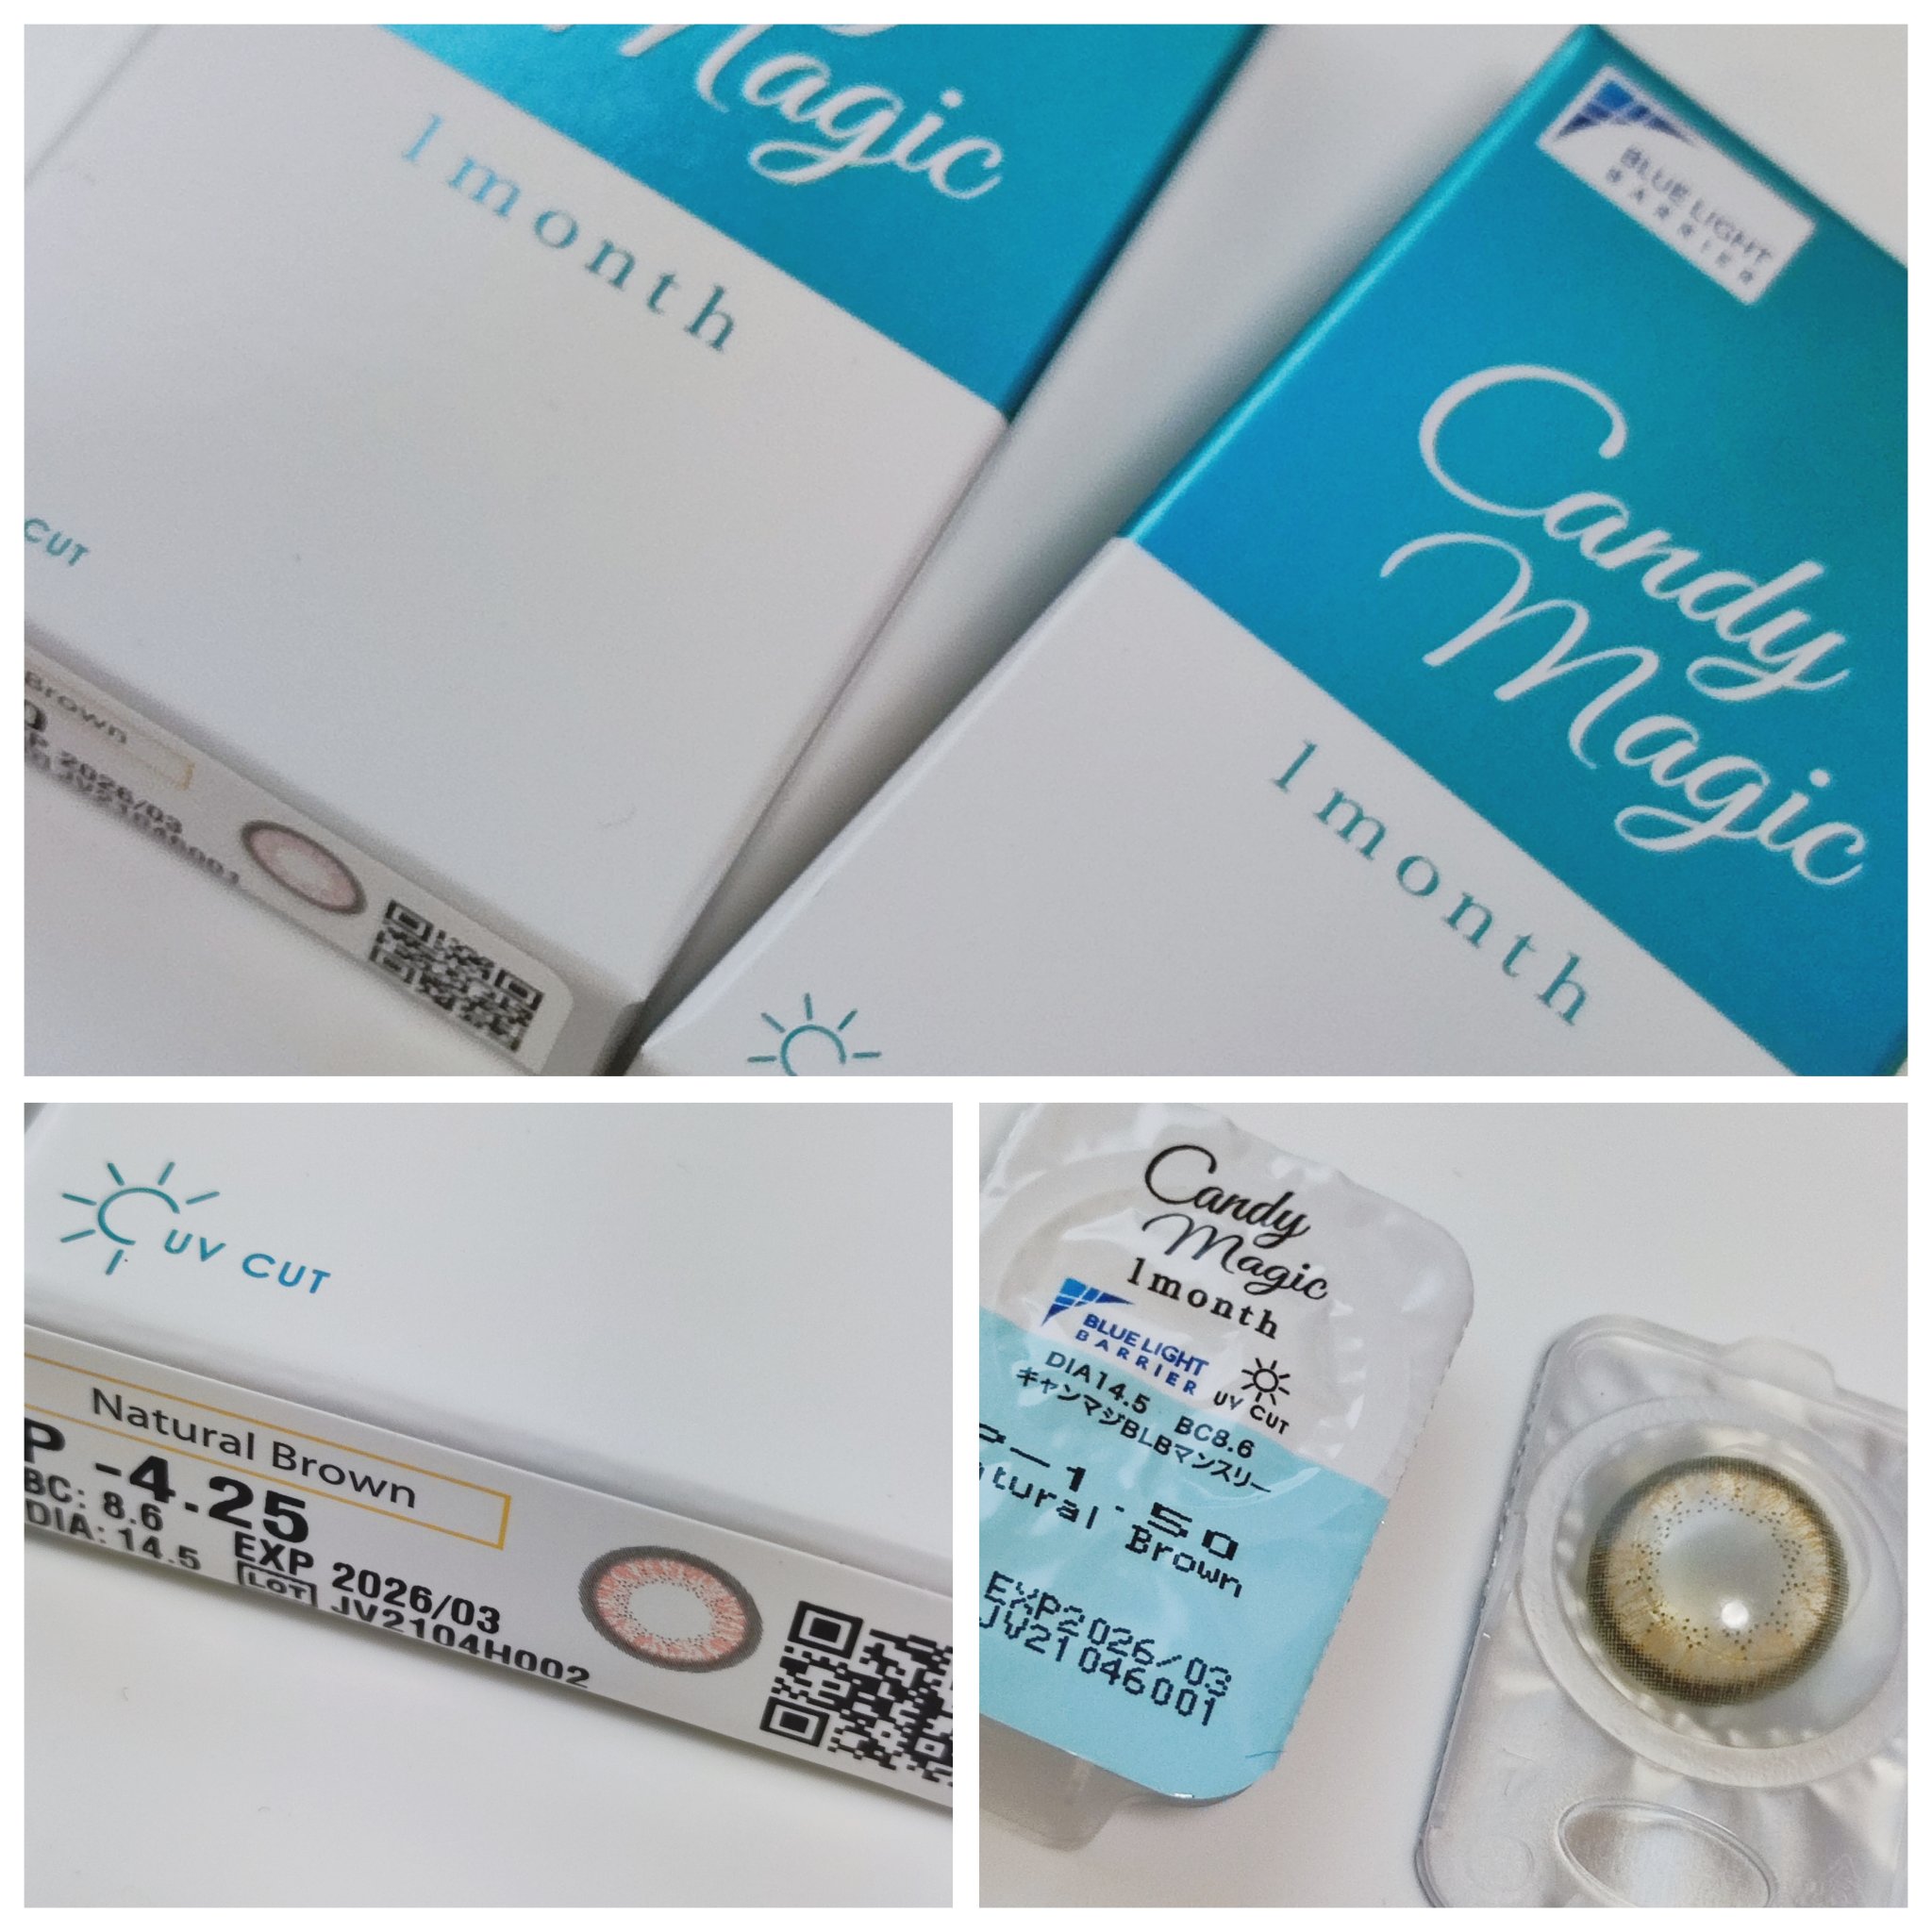 Magic
1month
CUT
Brown
2026/03
BLUE LIGHT
BARRIER
Candy
Magic
1month
UV CUT
Natural Brown
P -4.25
BC: 8.6
DIA: 14.5
EXP 2026/03
LOT JV2104H002
Candy
Magic
1month
BLUE LIGHT
BARRIER
UV CUT
DIA14.5 BC8.6
キャンマジBLBマンスリー
P-1.50
Natural Brown
EXP2026/03
JV21046001